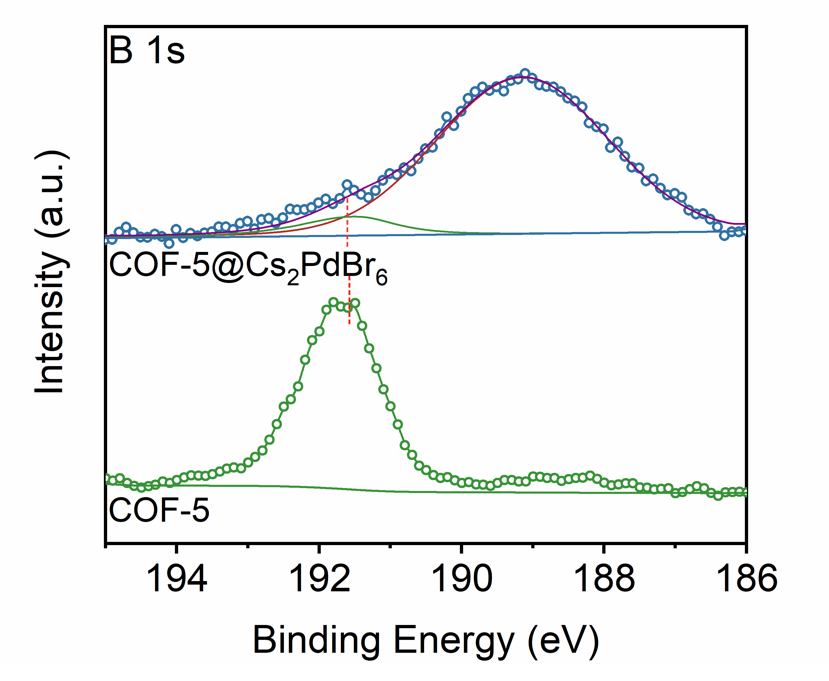 B 1s
COF-5@Cs₂PdBr₆
COF-5
Intensity (a.u.)
194 192 190 188 186
Binding Energy (eV)